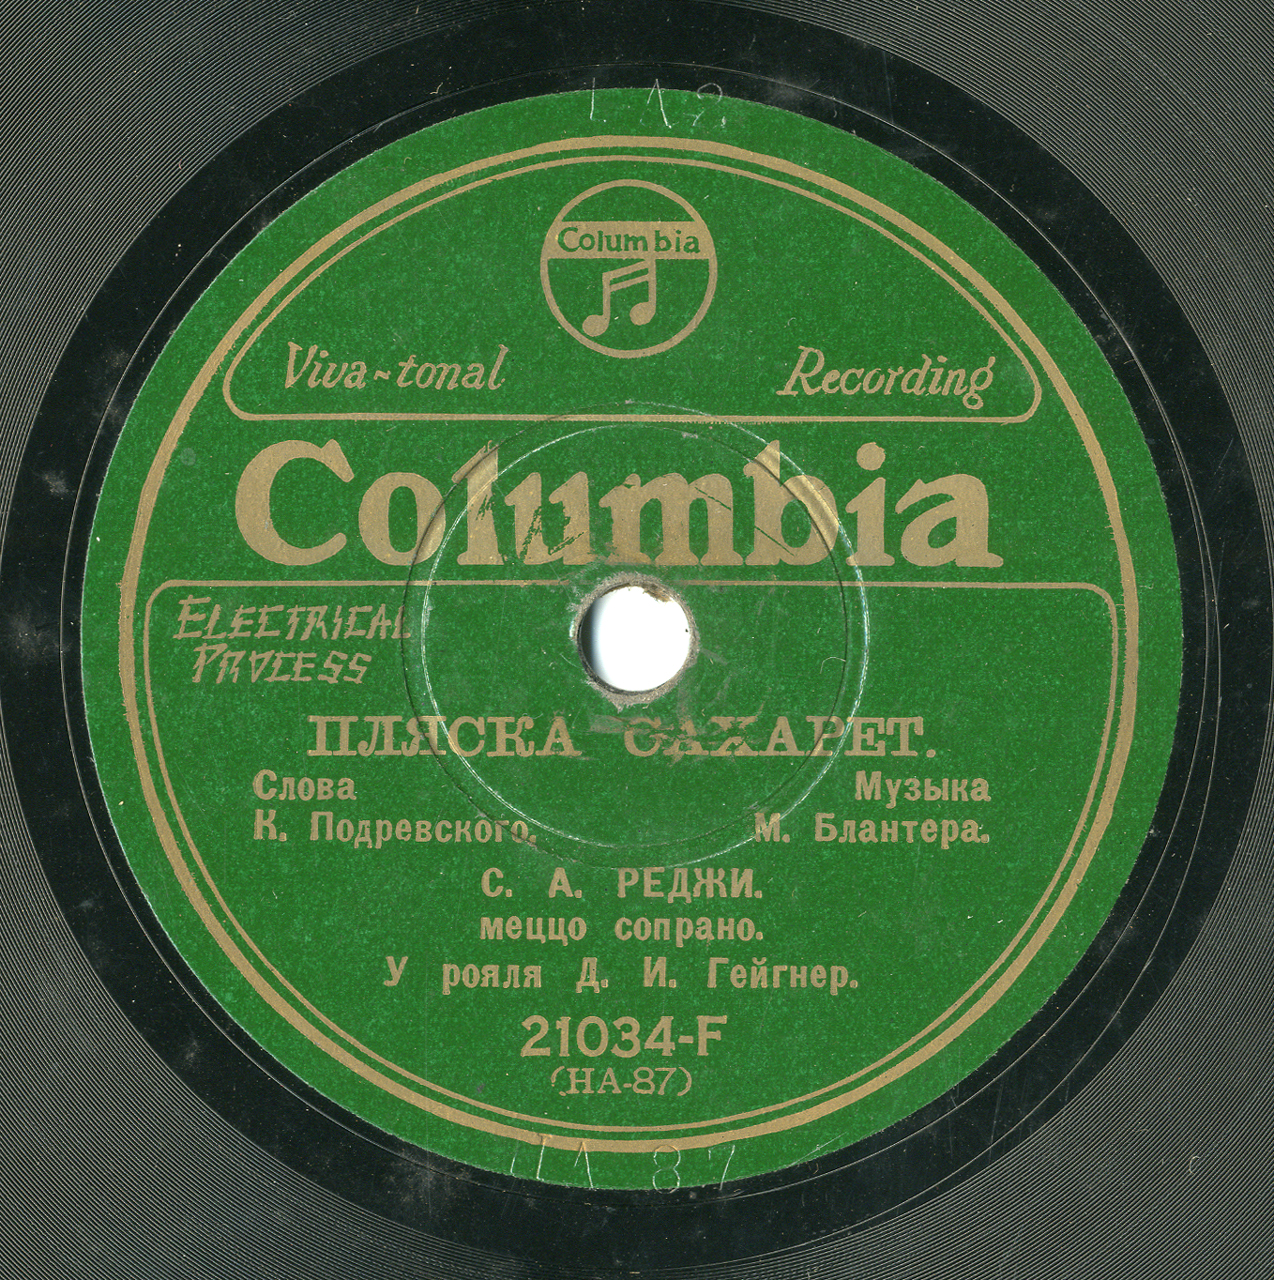 Columbia
Viva-tonal Recording
Columbia
ELECTRICAL
PROCESS
ПЛЯСКА САХАРЕТ.
Слова Музыка
К. Подревского. М. Блантера.
С. А. РЕДЖИ.
меццо сопрано.
У рояля Д. И. Гейгнер.
21034-F
(HA-87)